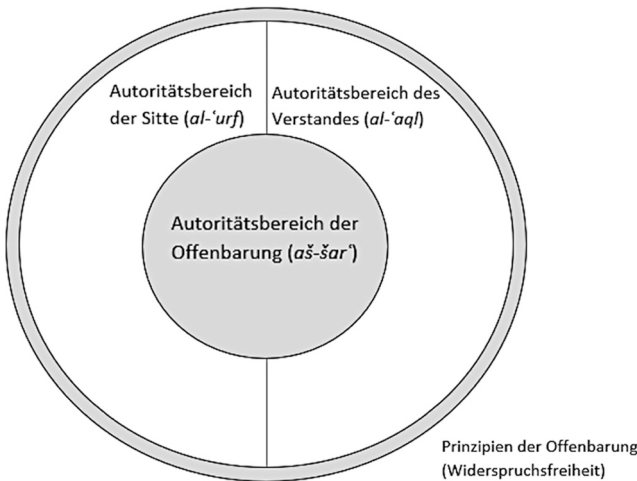 Autoritätsbereich
der Sitte (al-ʿurf)
Autoritätsbereich des
Verstandes (al-ʿaql)
Autoritätsbereich der
Offenbarung (aš-šarʿ)
Prinzipien der Offenbarung
(Widerspruchsfreiheit)